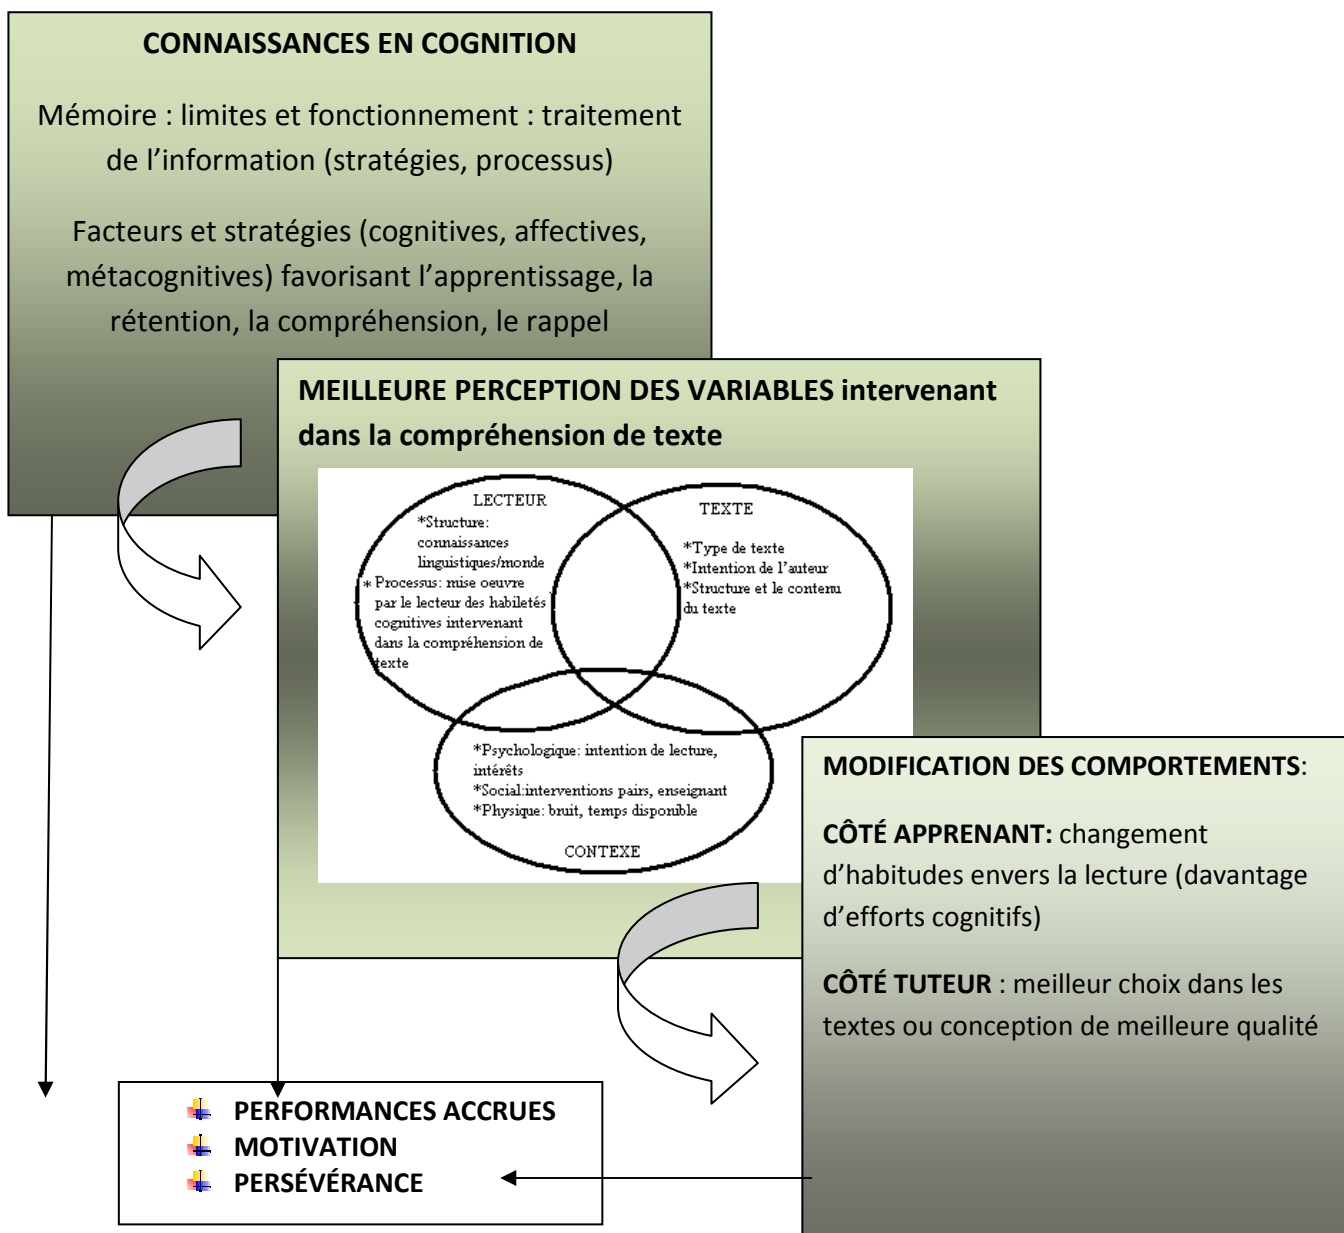 CONNAISSANCES EN COGNITION
Mémoire : limites et fonctionnement : traitement
de l’information (stratégies, processus)
Facteurs et stratégies (cognitives, affectives,
métacognitives) favorisant l’apprentissage, la
rétention, la compréhension, le rappel
MEILLEURE PERCEPTION DES VARIABLES intervenant
dans la compréhension de texte
LECTEUR
*Structure:
connaissances
linguistiques/monde
* Processus: mise oeuvre
par le lecteur des habiletés
cognitives intervenant
dans la compréhension de
texte
TEXTE
*Type de texte
*Intention de l’auteur
*Structure et le contenu
du texte
*Psychologique: intention de lecture,
intérêts
*Social:interventions pairs, enseignant
*Physique: bruit, temps disponible
CONTEXE
MODIFICATION DES COMPORTEMENTS:
CÔTÉ APPRENANT: changement
d’habitudes envers la lecture (davantage
d’efforts cognitifs)
CÔTÉ TUTEUR : meilleur choix dans les
textes ou conception de meilleure qualité
PERFORMANCES ACCRUES
MOTIVATION
PERSÉVÉRANCE